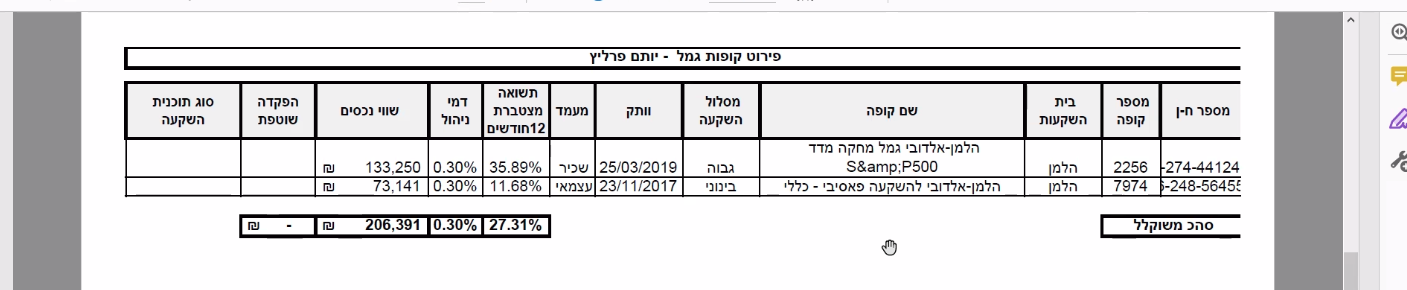 פירוט קופות גמל - יותם פרליץ
מספר ח-ן מספר קופה בית השקעות שם קופה מסלול השקעה וותק מעמד תשואה מצטברת 12חודשים דמי ניהול שווי נכסים הפקדה שוטפת סוג תוכנית השקעה
-274-44124 2256 הלמן הלמן-אלדובי גמל מחקה מדד S&amp;P500 גבוה 25/03/2019 שכיר 35.89% 0.30% 133,250 ₪
-248-56455 7974 הלמן הלמן-אלדובי להשקעה פאסיבי - כללי בינוני 23/11/2017 עצמאי 11.68% 0.30% 73,141 ₪
סהכ משוקלל 27.31% 0.30% 206,391 ₪ - ₪